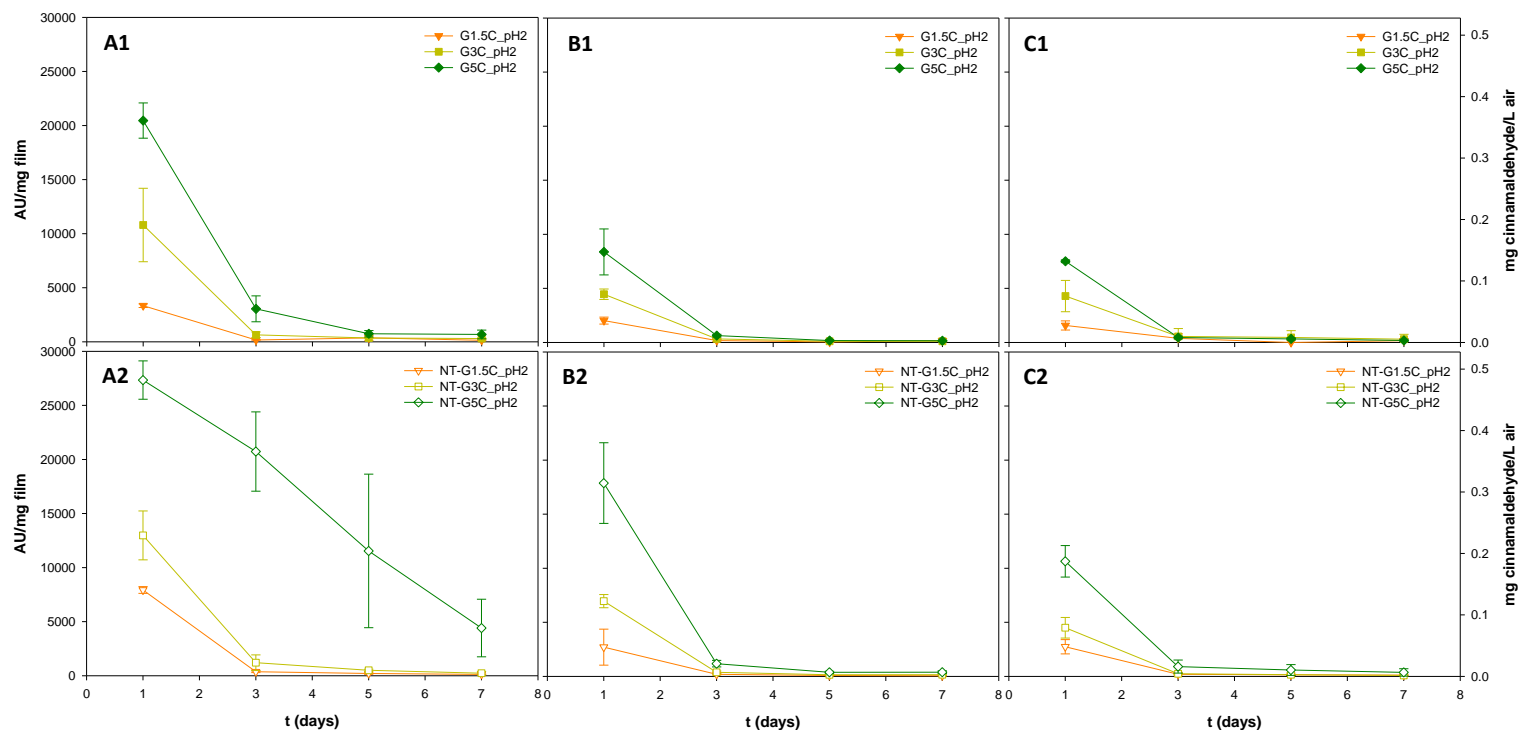 A1
G1.5C_pH2
G3C_pH2
G5C_pH2
B1
G1.5C_pH2
G3C_pH2
G5C_pH2
C1
G1.5C_pH2
G3C_pH2
G5C_pH2
30000
25000
20000
15000
10000
5000
0
AU/mg film
0.5
0.4
0.3
0.2
0.1
0.0
mg cinnamaldehyde/L air
A2
NT-G1.5C_pH2
NT-G3C_pH2
NT-G5C_pH2
B2
NT-G1.5C_pH2
NT-G3C_pH2
NT-G5C_pH2
C2
NT-G1.5C_pH2
NT-G3C_pH2
NT-G5C_pH2
30000
25000
20000
15000
10000
5000
0
AU/mg film
0.5
0.4
0.3
0.2
0.1
0.0
mg cinnamaldehyde/L air
0 1 2 3 4 5 6 7 8
0 1 2 3 4 5 6 7 8
0 1 2 3 4 5 6 7 8
t (days)
t (days)
t (days)